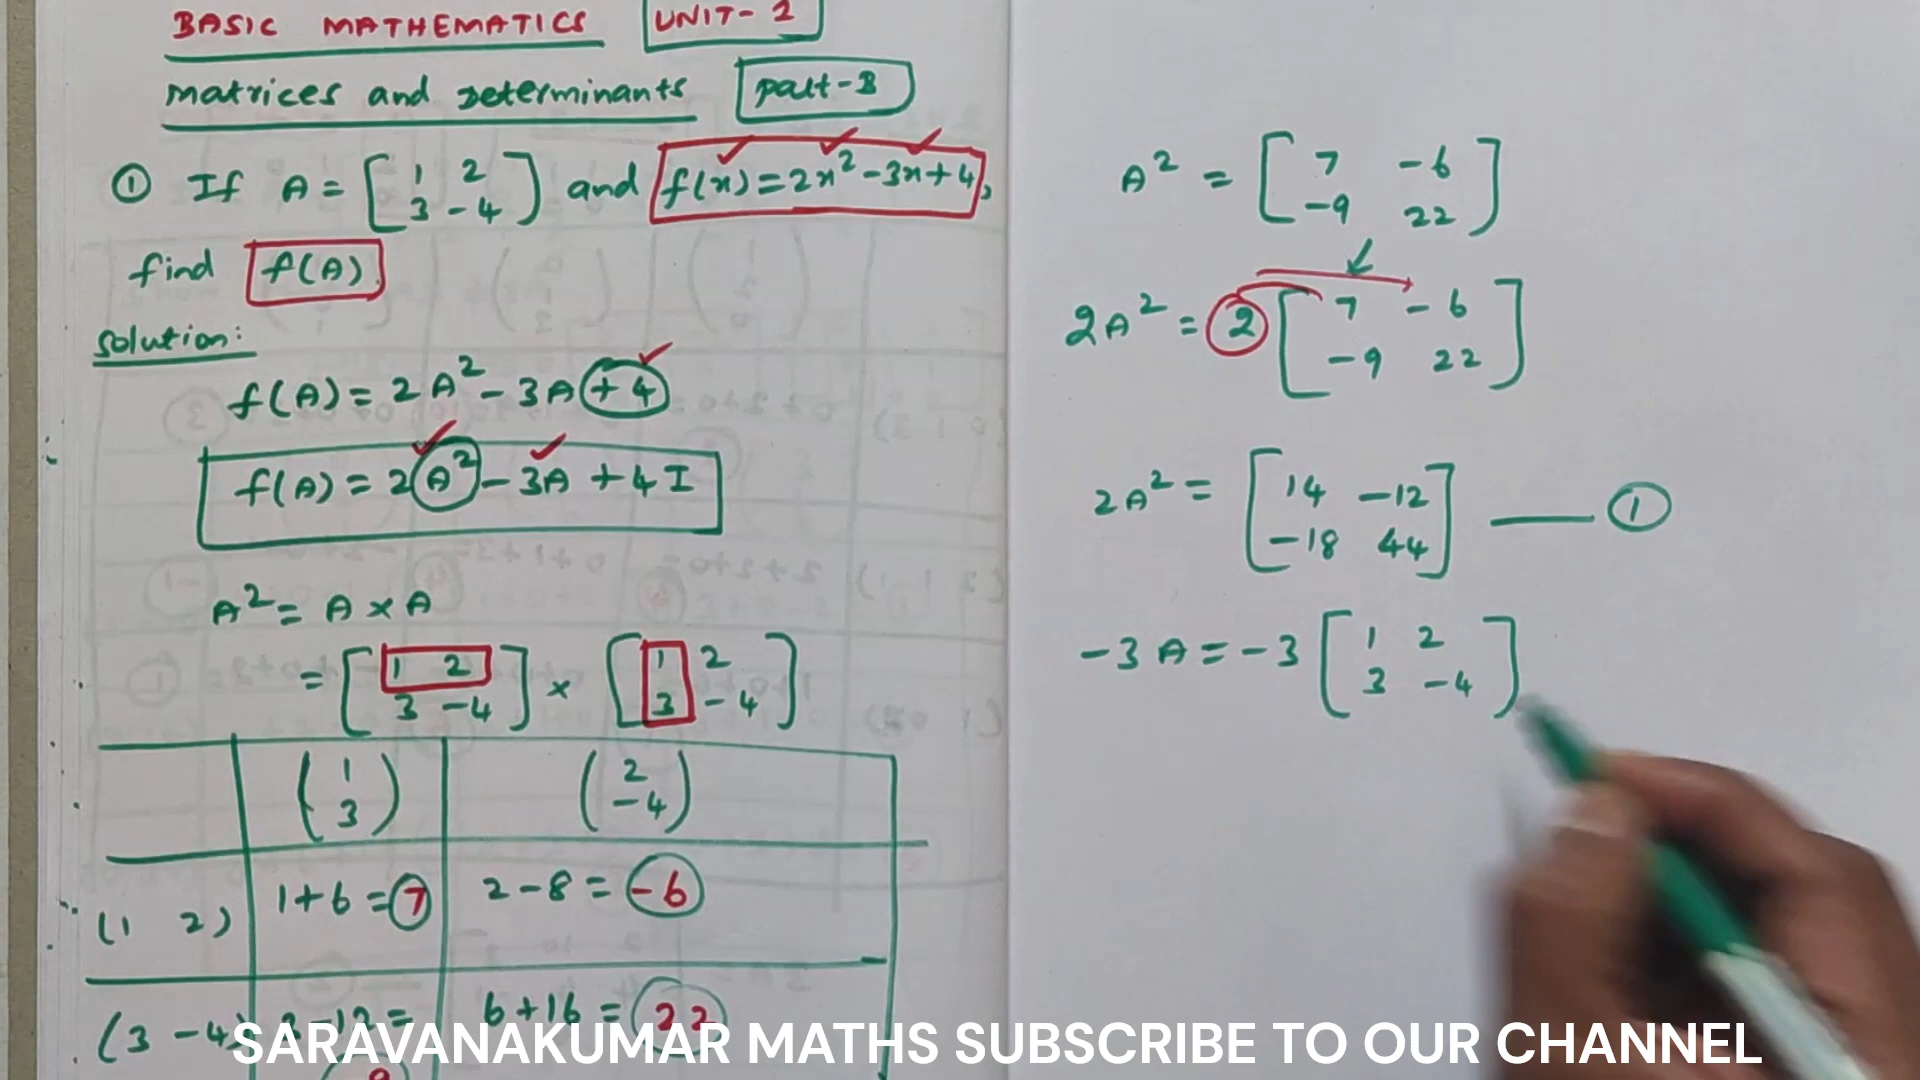 BASIC MATHEMATICS UNIT-2
matrices and Determinants part-B
① If A = [1 2
3 -4] and f(x)=2x²-3x+4,
find f(A).
Solution:
f(A) = 2A² - 3A + 4
f(A) = 2A² - 3A + 4I
A² = A × A
= [1 2
3 -4] × [1 2
3 -4]
(1
3) (2
-4)
(1 2) 1+6 = 7 2-8 = -6
(3 -4) 3-12 = 6+16 = 22
A² = [7 -6
-9 22]
2A² = 2 [7 -6
-9 22]
2A² = [14 -12
-18 44] — ①
-3A = -3 [1 2
3 -4]
SARAVANAKUMAR MATHS SUBSCRIBE TO OUR CHANNEL